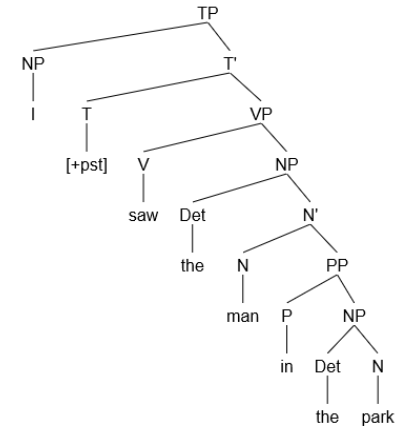 TP
NP T'
I T VP
[+pst] V NP
saw Det N'
the N PP
man P NP
in Det N
the park